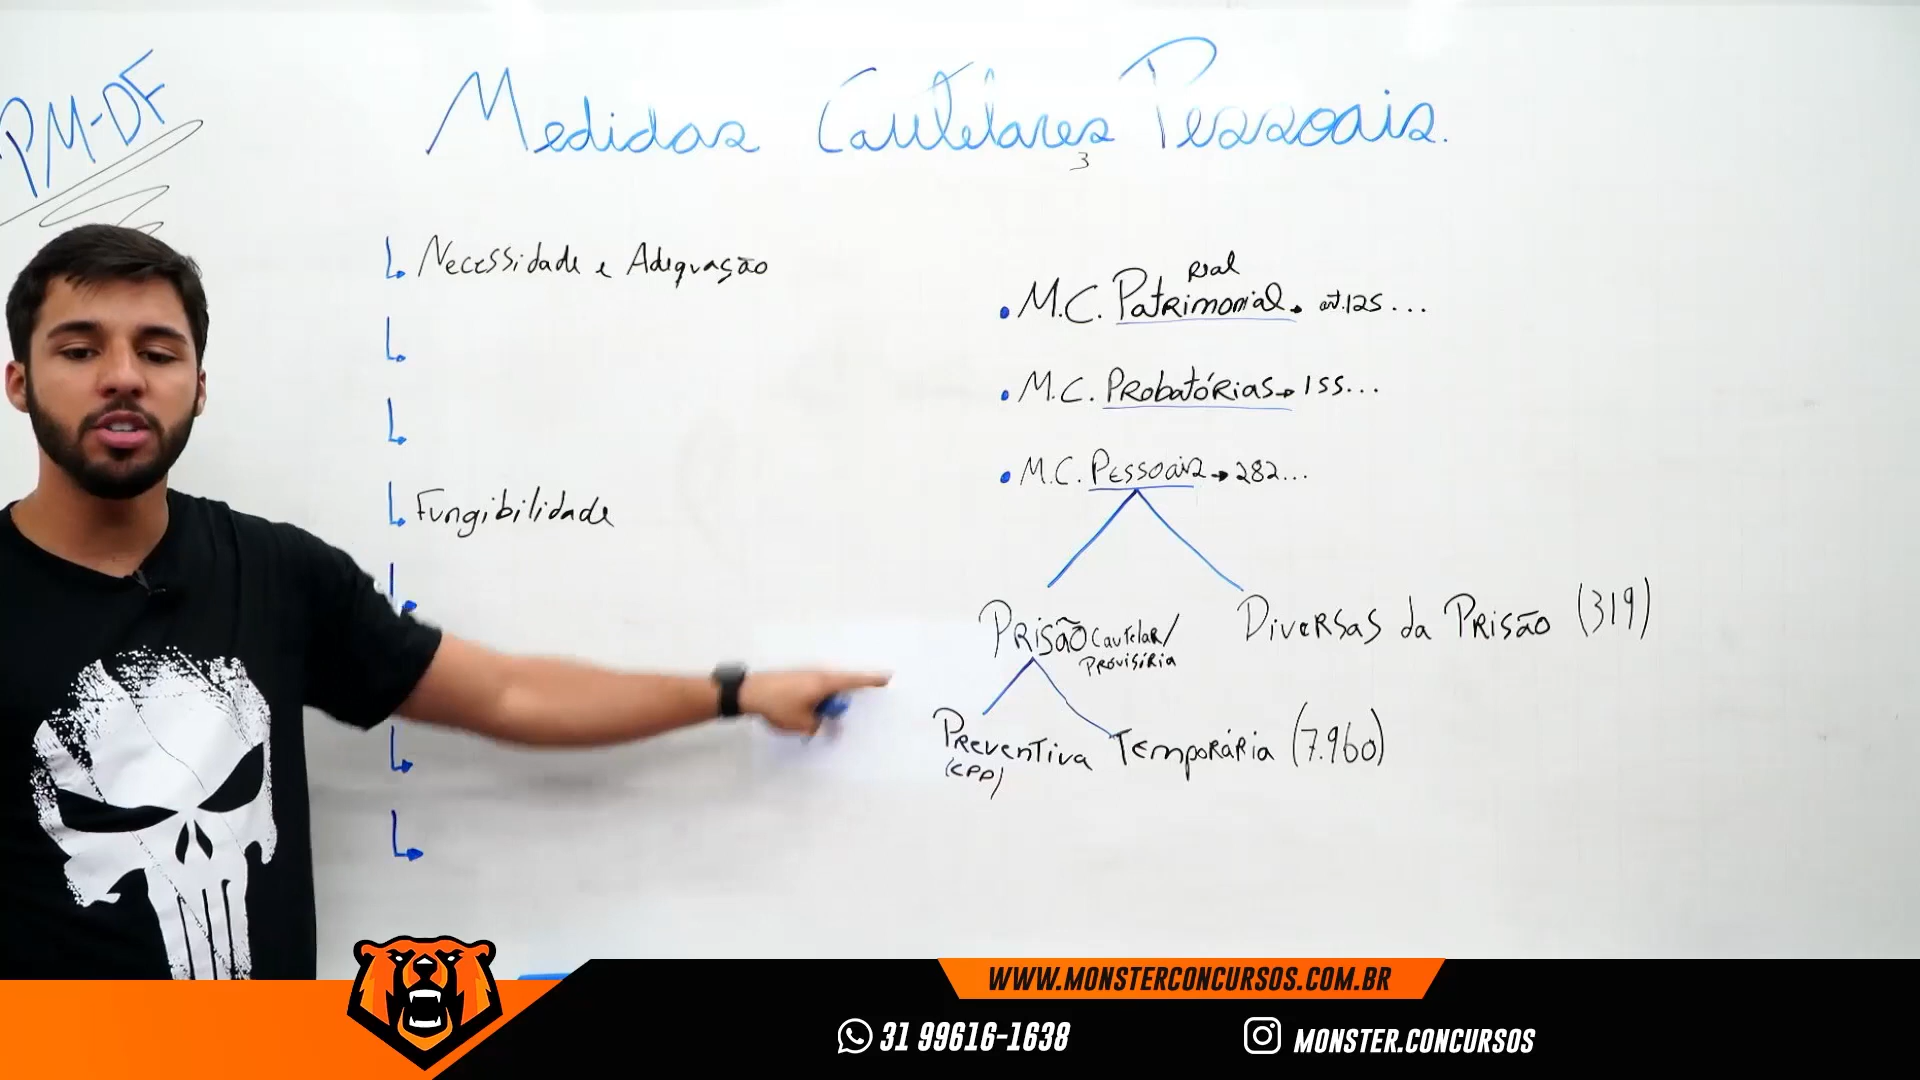 PM-DF
Medidas Cautelares Pessoais.
3
Necessidade e Adequação
Fungibilidade
real
• M.C. Patrimonial → art.125...
• M.C. Probatórias → 155...
• M.C. Pessoais → 282...
Prisão Cautelar/
Provisória
Diversas da Prisão (319)
Preventiva
(CPP)
Temporária (7.960)
WWW.MONSTERCONCURSOS.COM.BR
31 99616-1638
MONSTER.CONCURSOS